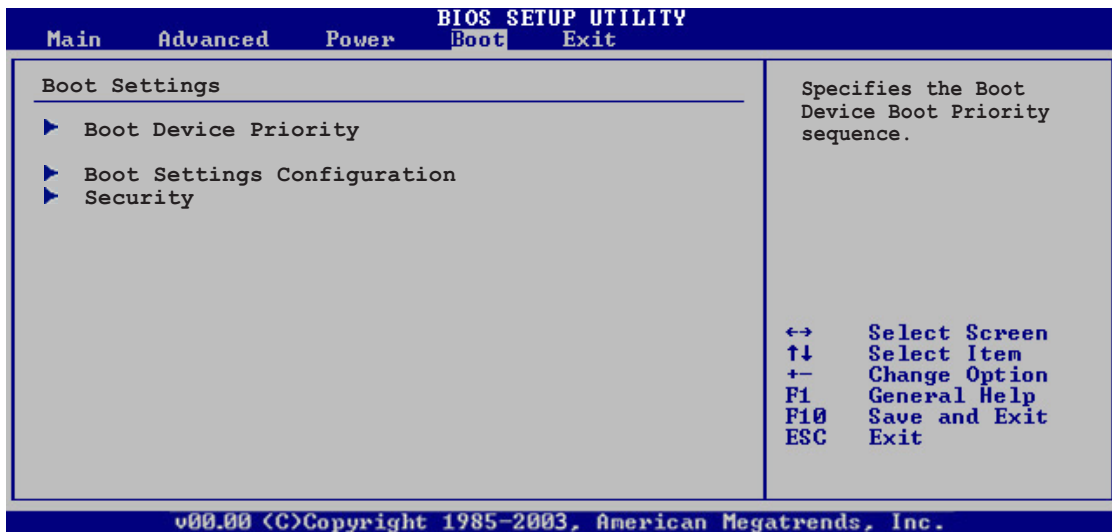 BIOS SETUP UTILITY
Main Advanced Power Boot Exit
Boot Settings
Boot Device Priority
Boot Settings Configuration
Security
Specifies the Boot
Device Boot Priority
sequence.
←→ Select Screen
↑↓ Select Item
+- Change Option
F1 General Help
F10 Save and Exit
ESC Exit
v00.00 (C)Copyright 1985-2003, American Megatrends, Inc.